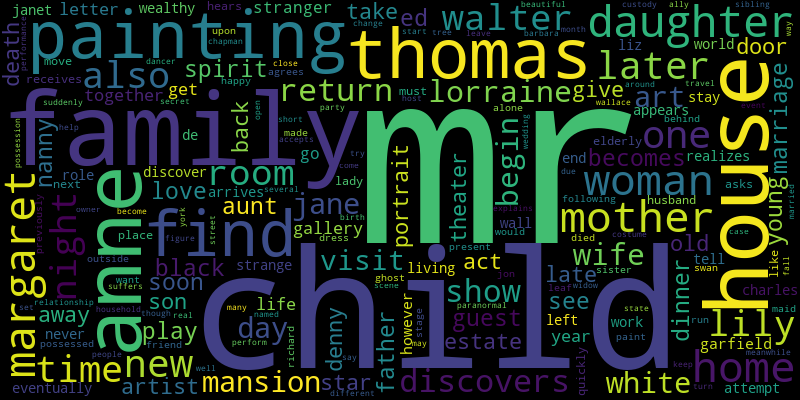 janet letter wealthy stranger take ed walter daughter
hears upon chapman dancer beautiful custody ally sibling
death performance painting thomas start tree leave barbara month way
move also spirit change close agrees happy liz world door
receives together get return lorraine give later
suddenly secret party open short made accepts must host alone wallace around travel art stay
possession help nanny de back begin wedding behind appears
family mr child house
discover go elderly one becomes realizes marriage
role room portrait theater end due woman asks married
next love arrives several lady try come husband
margaret night anne find aunt jane gallery wall would following young
previously owner become york street birth dress mother explains
place figure died old tell like case
outside black strange visit ghost present costume wife sister swan charles fall
want soon living act jon late dinner lily
relationship suffers son scene paranormal leaf see maid
set household away though real life father however show guest left work run garfield
never many named day denny stage estate year paint state home
possessed friend play perform richard may widow quickly white keep meanwhile
people time new artist mansion star discovers attempt
eventually well say different turn